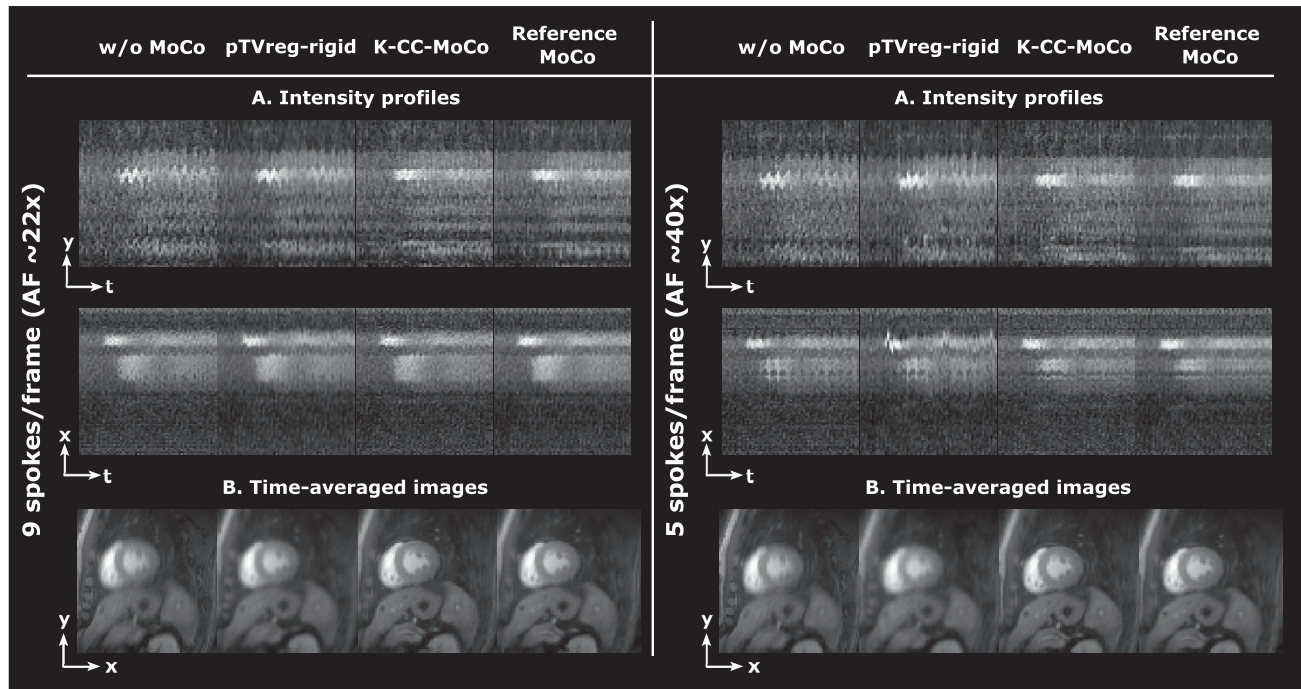 w/o MoCo pTVreg-rigid K-CC-MoCo Reference MoCo
A. Intensity profiles
9 spokes/frame (AF ~22x)
y
t
x
t
B. Time-averaged images
y
x
w/o MoCo pTVreg-rigid K-CC-MoCo Reference MoCo
A. Intensity profiles
5 spokes/frame (AF ~40x)
y
t
x
t
B. Time-averaged images
y
x